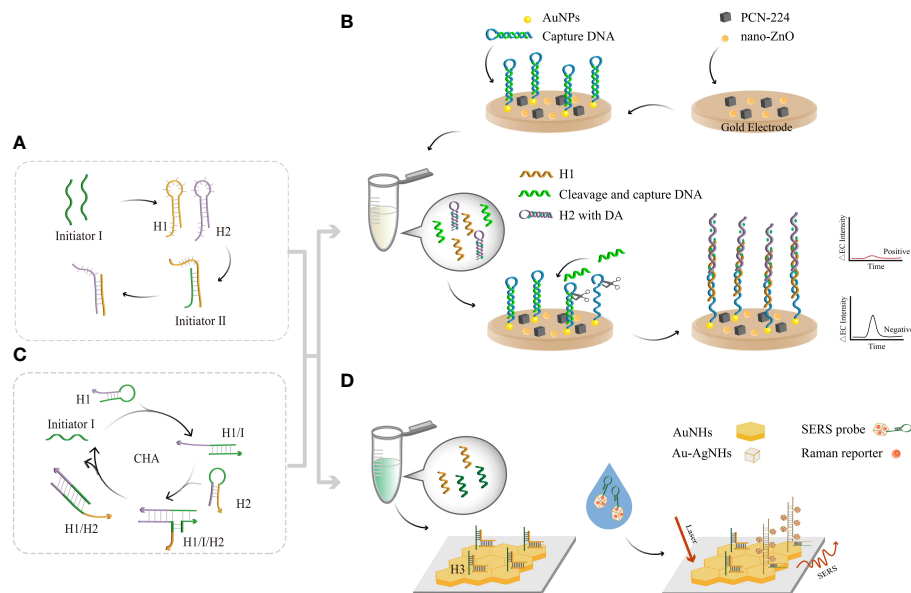 A
Initiator I
H1
H2
Initiator II
B
AuNPs
Capture DNA
PCN-224
nano-ZnO
Gold Electrode
H1
Cleavage and capture DNA
H2 with DA
△EC Intensity
Positive
Time
△EC Intensity
Negative
Time
C
H1
Initiator I
H1/I
CHA
H2
H1/H2
H1/I/H2
D
AuNHs
Au-AgNHs
SERS probe
Raman reporter
H3
Laser
SERS